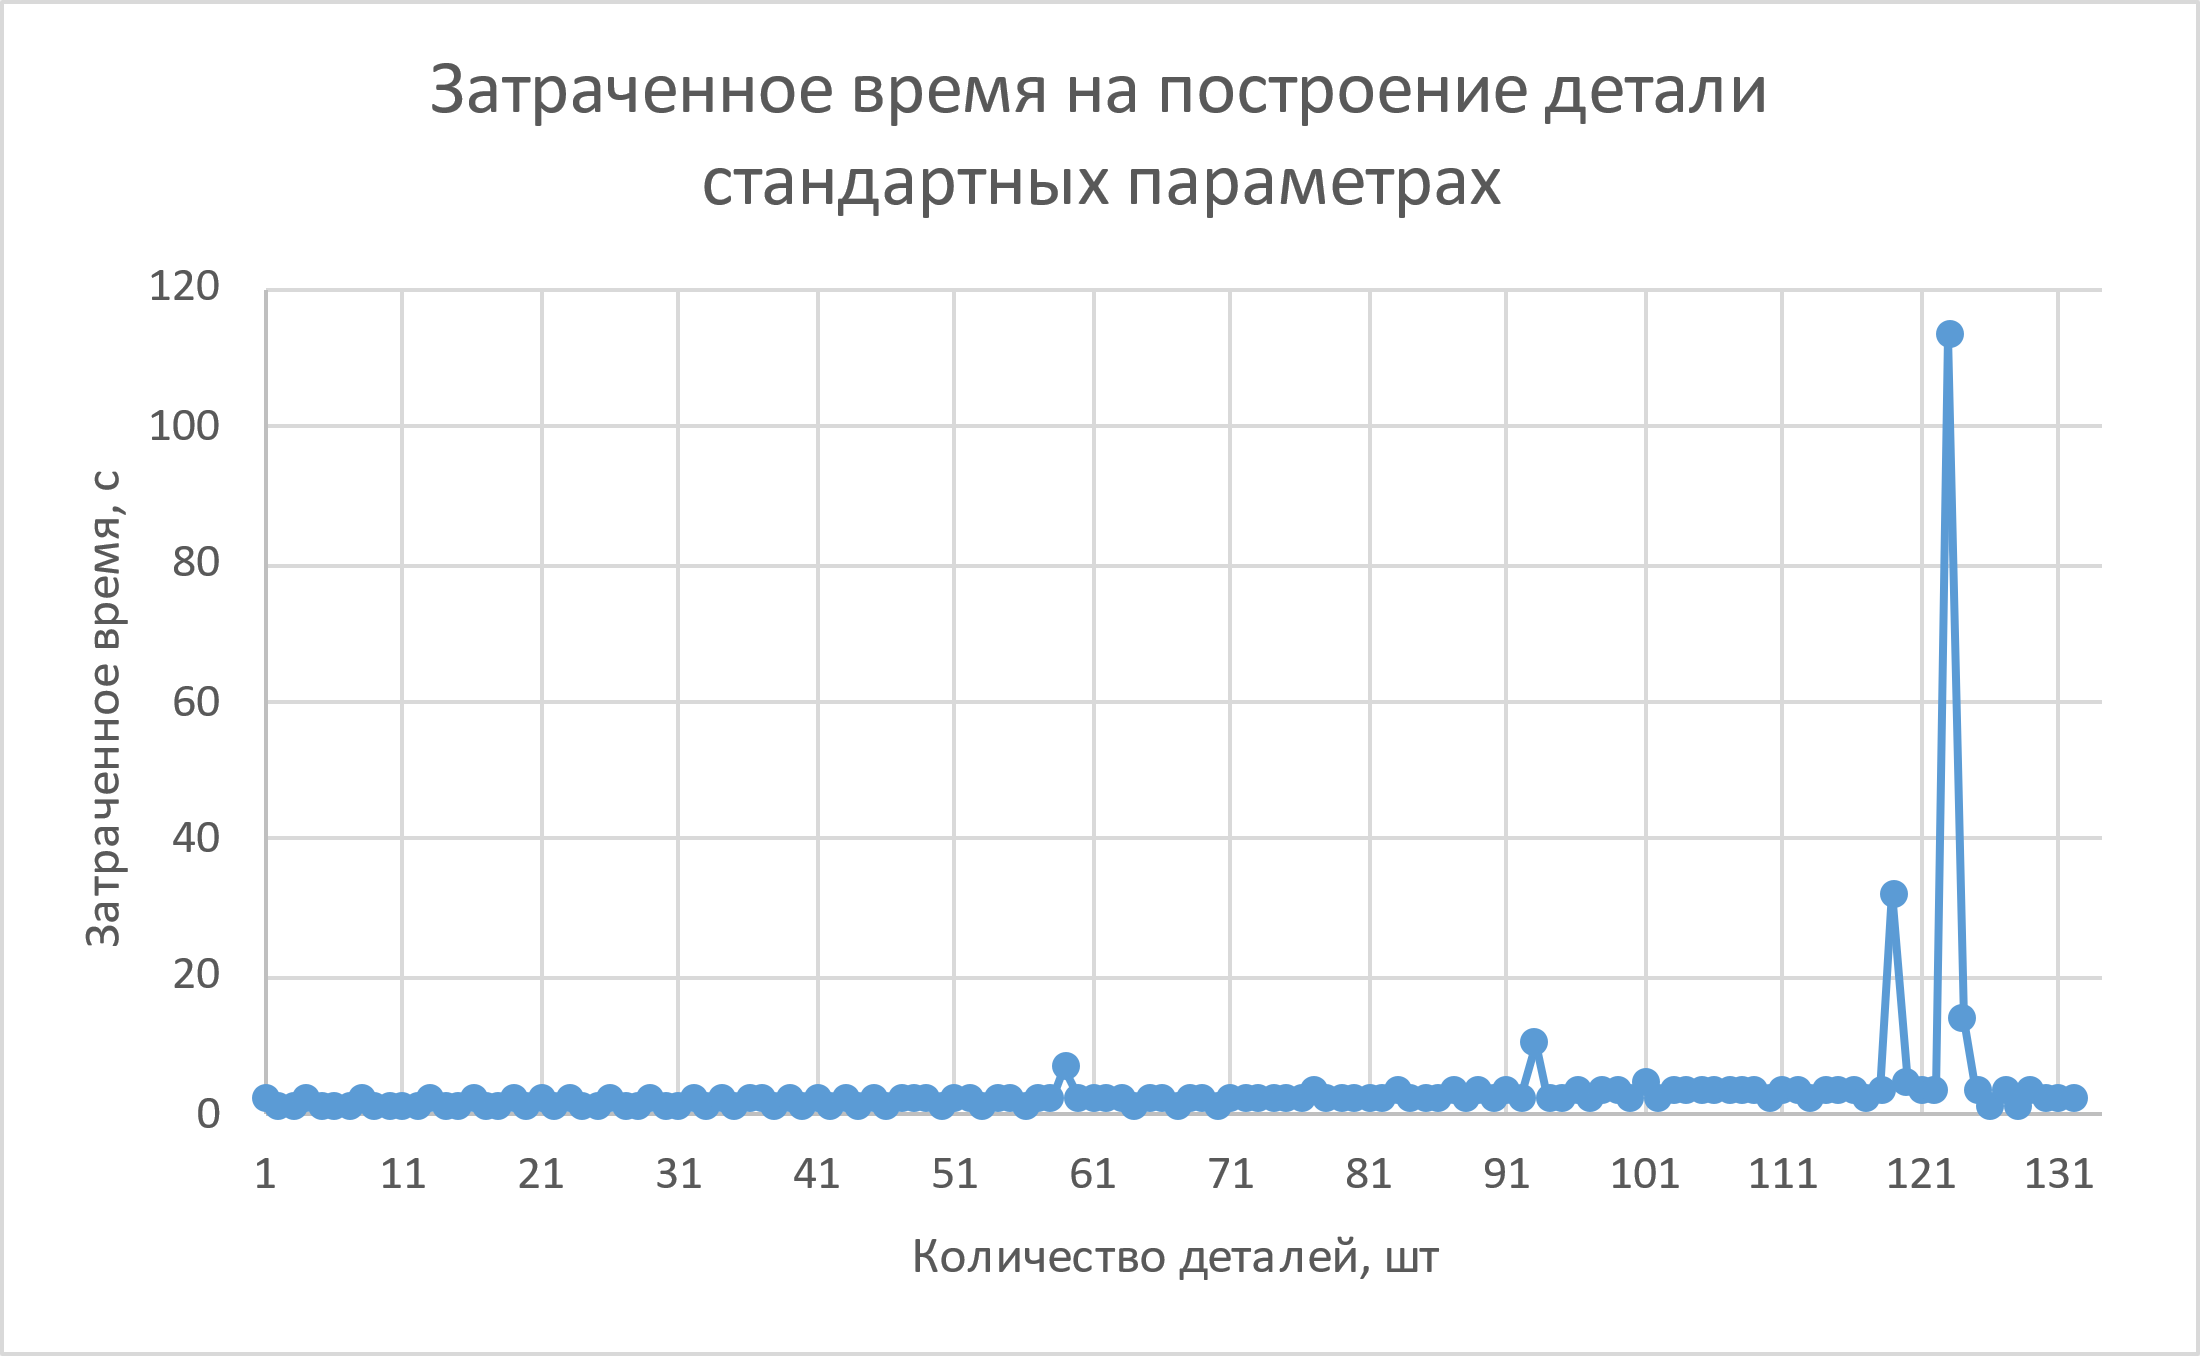 Затраченное время на построение детали
стандартных параметрах
120
100
80
60
40
20
0
Затраченное время, с
1 11 21 31 41 51 61 71 81 91 101 111 121 131
Количество деталей, шт